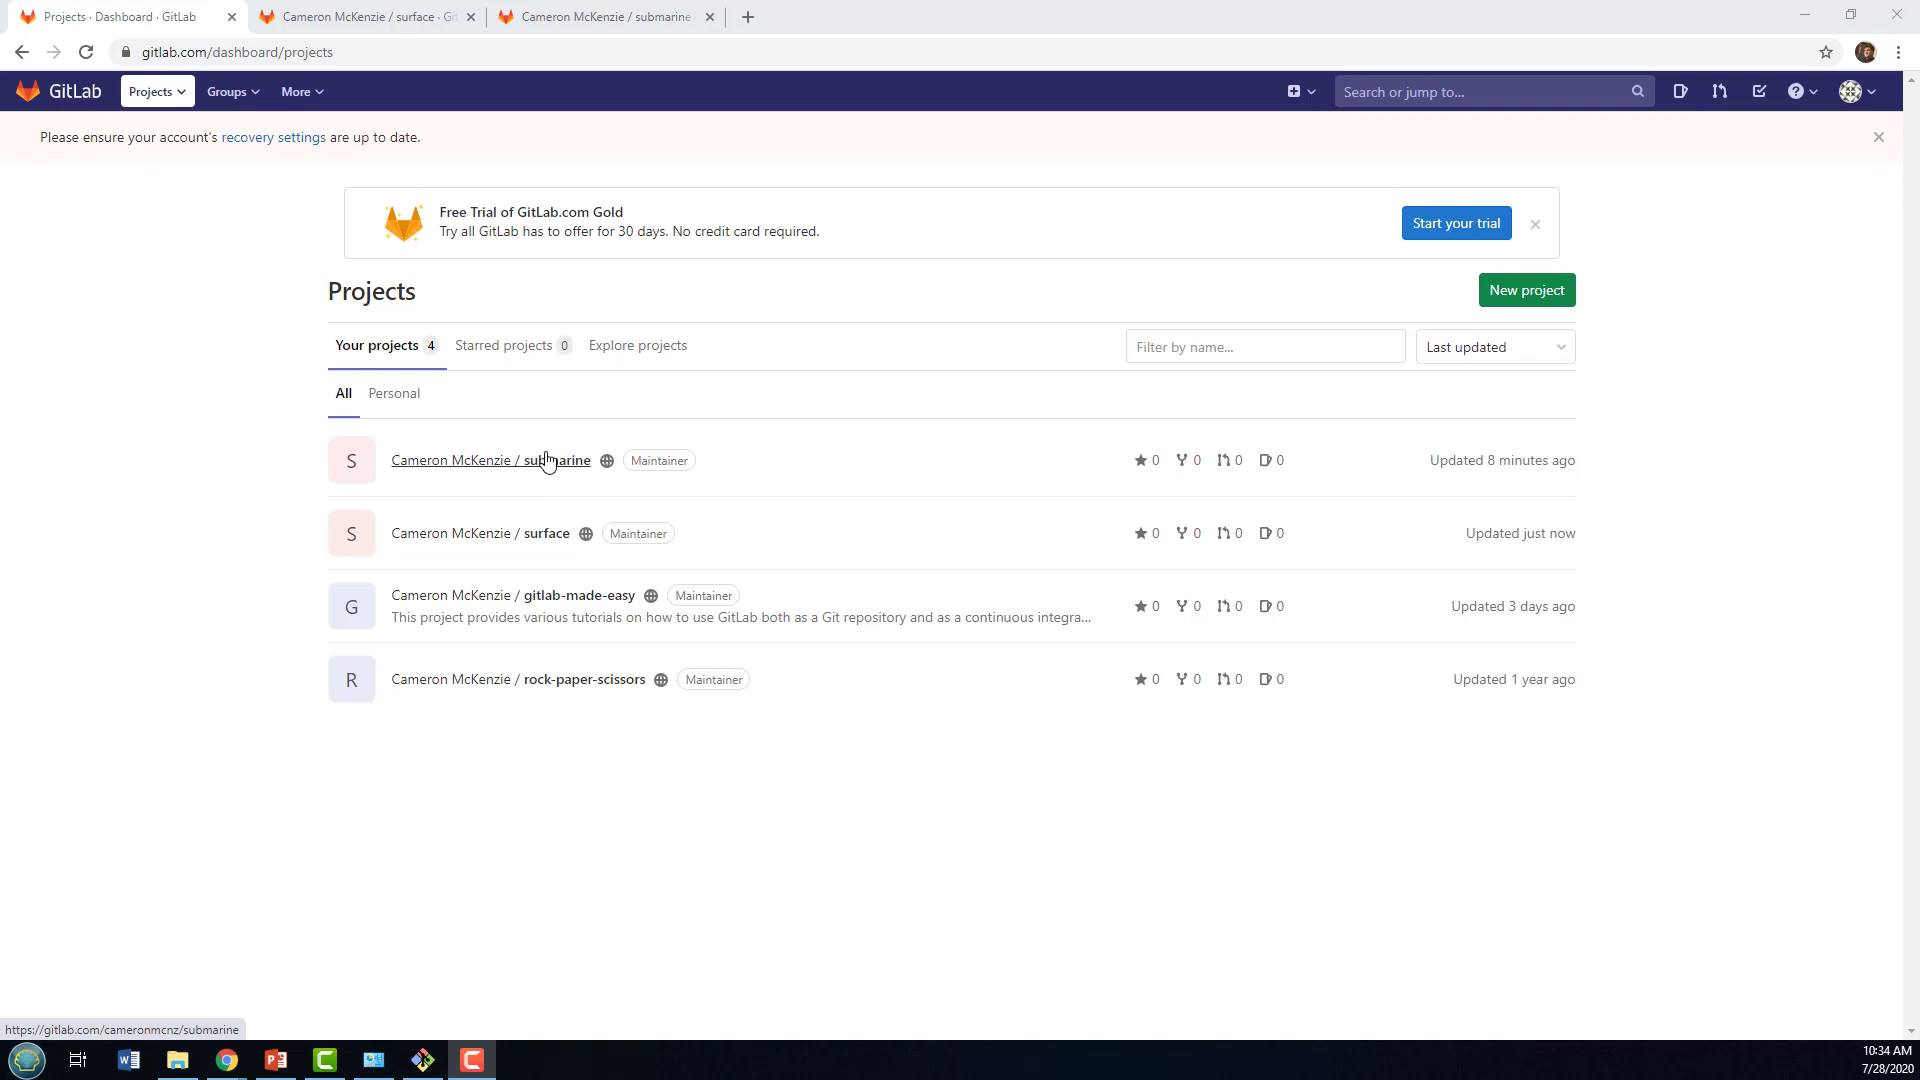 Projects · Dashboard · GitLab
Cameron McKenzie / surface · Gi
Cameron McKenzie / submarine
gitlab.com/dashboard/projects
GitLab Projects Groups More Search or jump to...
Please ensure your account's recovery settings are up to date.
Free Trial of GitLab.com Gold
Try all GitLab has to offer for 30 days. No credit card required.
Start your trial
Projects
New project
Your projects 4 Starred projects 0 Explore projects
Filter by name...
Last updated
All Personal
S Cameron McKenzie / submarine Maintainer 0 0 0 0 Updated 8 minutes ago
S Cameron McKenzie / surface Maintainer 0 0 0 0 Updated just now
G Cameron McKenzie / gitlab-made-easy Maintainer 0 0 0 0 Updated 3 days ago
This project provides various tutorials on how to use GitLab both as a Git repository and as a continuous integra...
R Cameron McKenzie / rock-paper-scissors Maintainer 0 0 0 0 Updated 1 year ago
https://gitlab.com/cameronmcnz/submarine
10:34 AM
7/28/2020